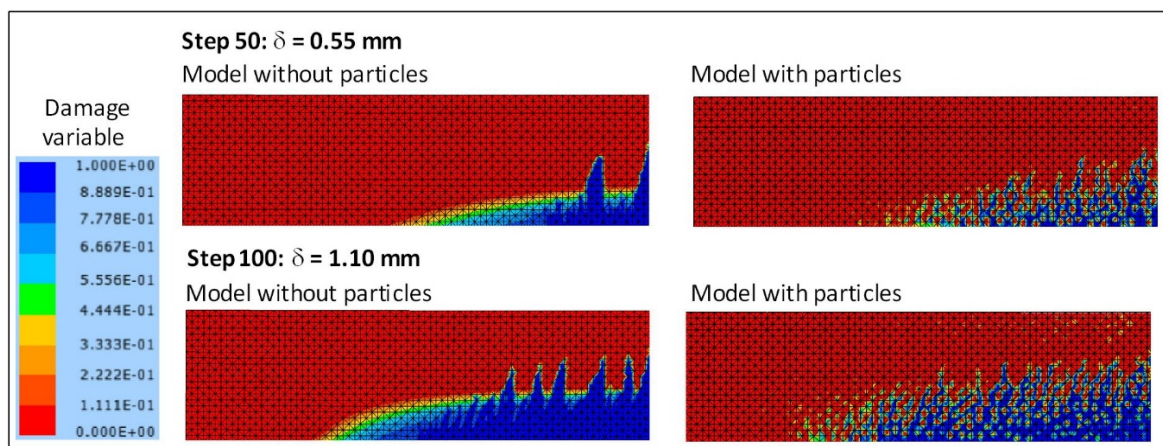 Step 50: δ = 0.55 mm
Model without particles
Model with particles
Damage
variable
1.000E+00
8.889E-01
7.778E-01
6.667E-01
5.556E-01
4.444E-01
3.333E-01
2.222E-01
1.111E-01
0.000E+00
Step 100: δ = 1.10 mm
Model without particles
Model with particles